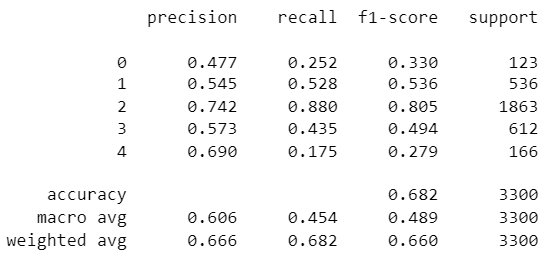 precision recall f1-score support
0 0.477 0.252 0.330 123
1 0.545 0.528 0.536 536
2 0.742 0.880 0.805 1863
3 0.573 0.435 0.494 612
4 0.690 0.175 0.279 166
accuracy 0.682 3300
macro avg 0.606 0.454 0.489 3300
weighted avg 0.666 0.682 0.660 3300